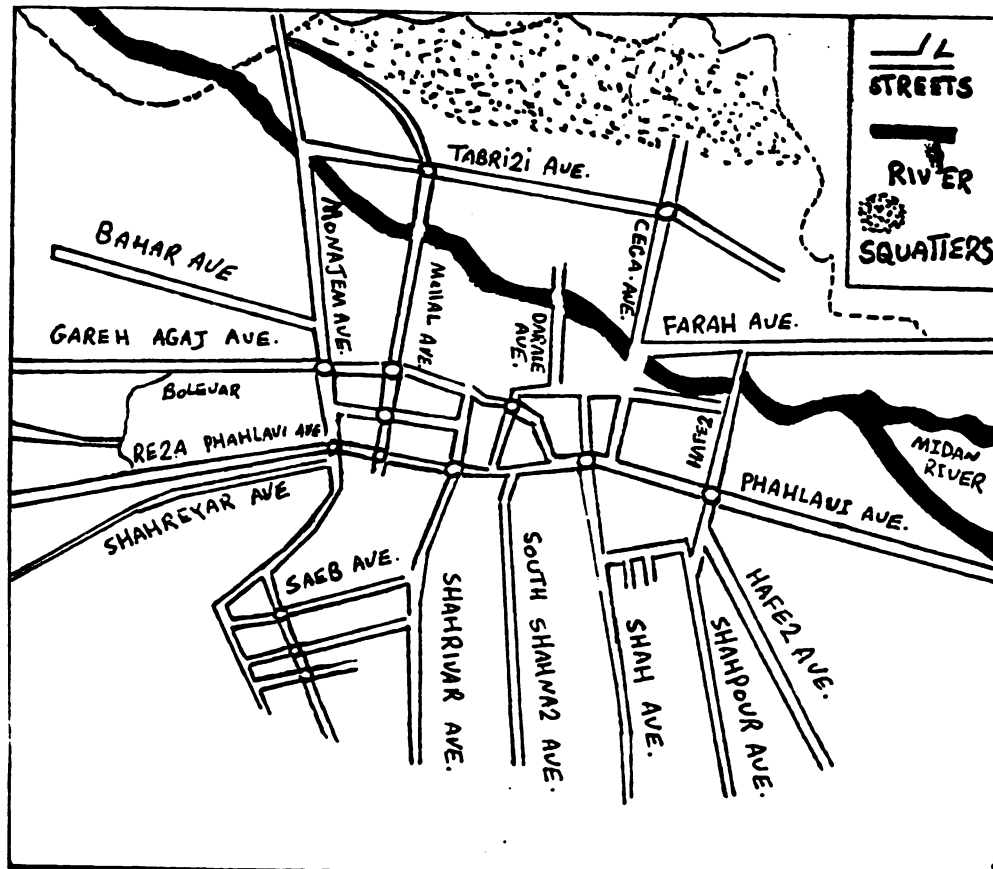 STREETS
RIVER
SQUATTERS
TABRIZI AVE.
BAHAR AVE
MONAJEM AVE.
Mellal AVE.
CEGA. AVE.
DARAIE
AVE.
FARAH AVE.
GAREH AGAJ AVE.
BOLEVAR
REZA PHAHLAVI AVE
SHAHREYAR AVE
HAFEZ
MIDAN
RIVER
PHAHLAVI AVE.
SAEB AVE.
SHAHRIVAR AVE.
SOUTH SHAHNAZ AVE.
SHAH AVE.
SHAHPOUR AVE.
HAFEZ AVE.